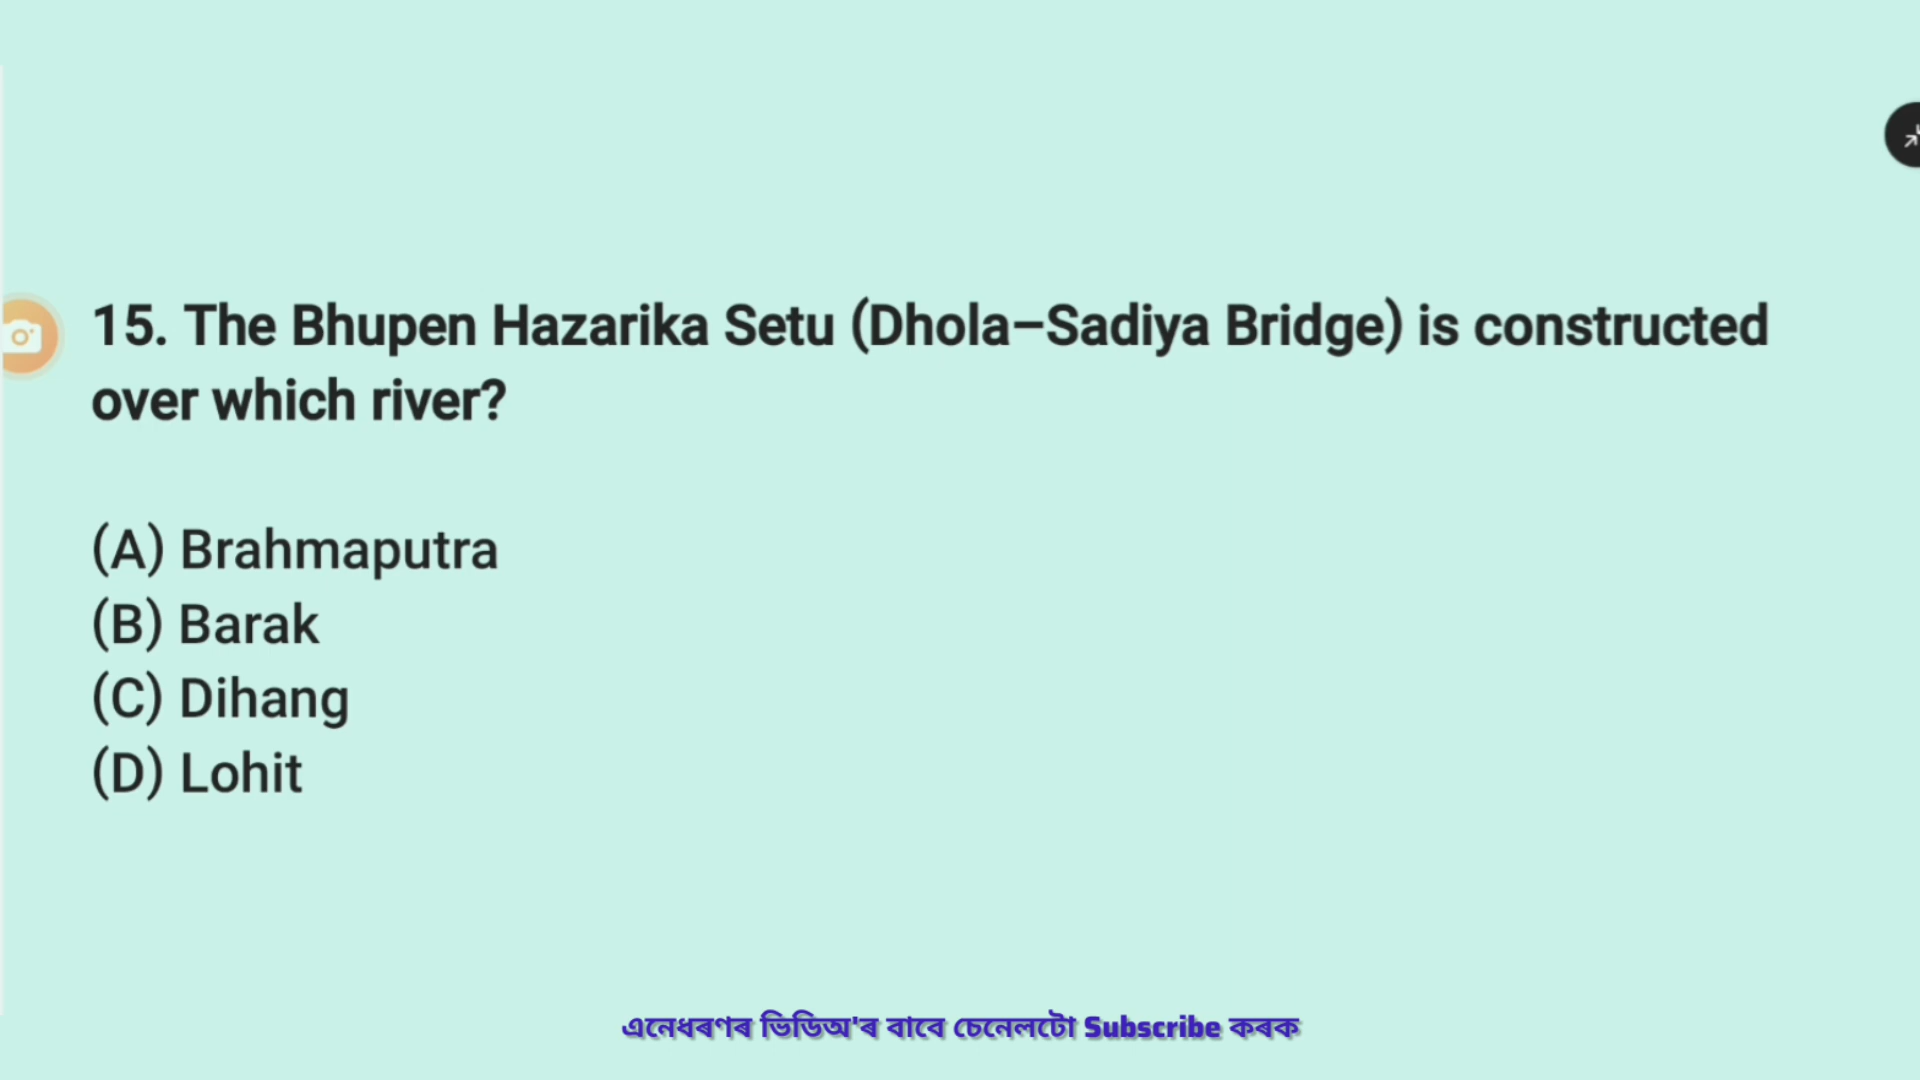 15. The Bhupen Hazarika Setu (Dhola–Sadiya Bridge) is constructed
over which river?
(A) Brahmaputra
(B) Barak
(C) Dihang
(D) Lohit
এনেধৰণৰ ভিডিঅ'ৰ বাবে চেনেলটো Subscribe কৰক